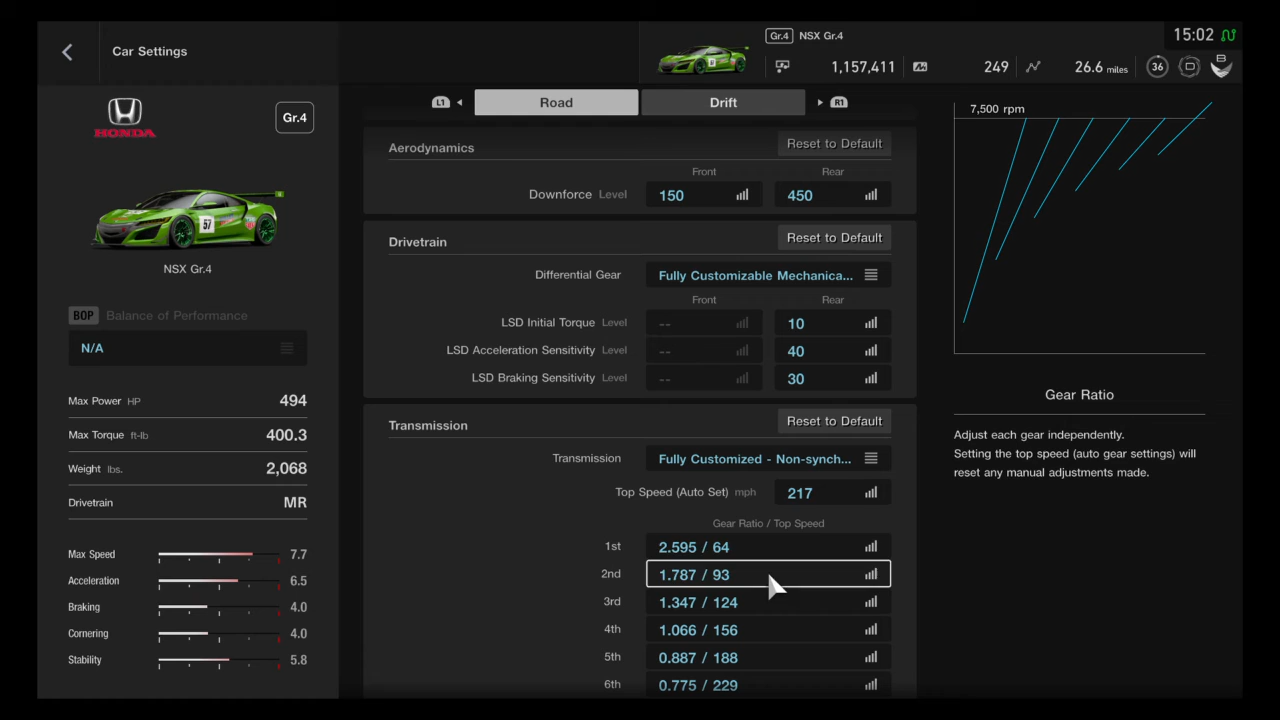 Car Settings
Gr.4 NSX Gr.4
15:02
1,157,411 249 26.6 miles 36 B
HONDA
Gr.4
57
NSX Gr.4
BOP Balance of Performance
N/A
Max Power HP 494
Max Torque ft-lb 400.3
Weight lbs. 2,068
Drivetrain MR
Max Speed 7.7
Acceleration 6.5
Braking 4.0
Cornering 4.0
Stability 5.8
L1 Road Drift R1
Aerodynamics Reset to Default
Front Rear
Downforce Level 150 450
Drivetrain Reset to Default
Differential Gear Fully Customizable Mechanica...
Front Rear
LSD Initial Torque Level -- 10
LSD Acceleration Sensitivity Level -- 40
LSD Braking Sensitivity Level -- 30
Transmission Reset to Default
Transmission Fully Customized - Non-synch...
Top Speed (Auto Set) mph 217
Gear Ratio / Top Speed
1st 2.595 / 64
2nd 1.787 / 93
3rd 1.347 / 124
4th 1.066 / 156
5th 0.887 / 188
6th 0.775 / 229
7,500 rpm
Gear Ratio
Adjust each gear independently.
Setting the top speed (auto gear settings) will
reset any manual adjustments made.